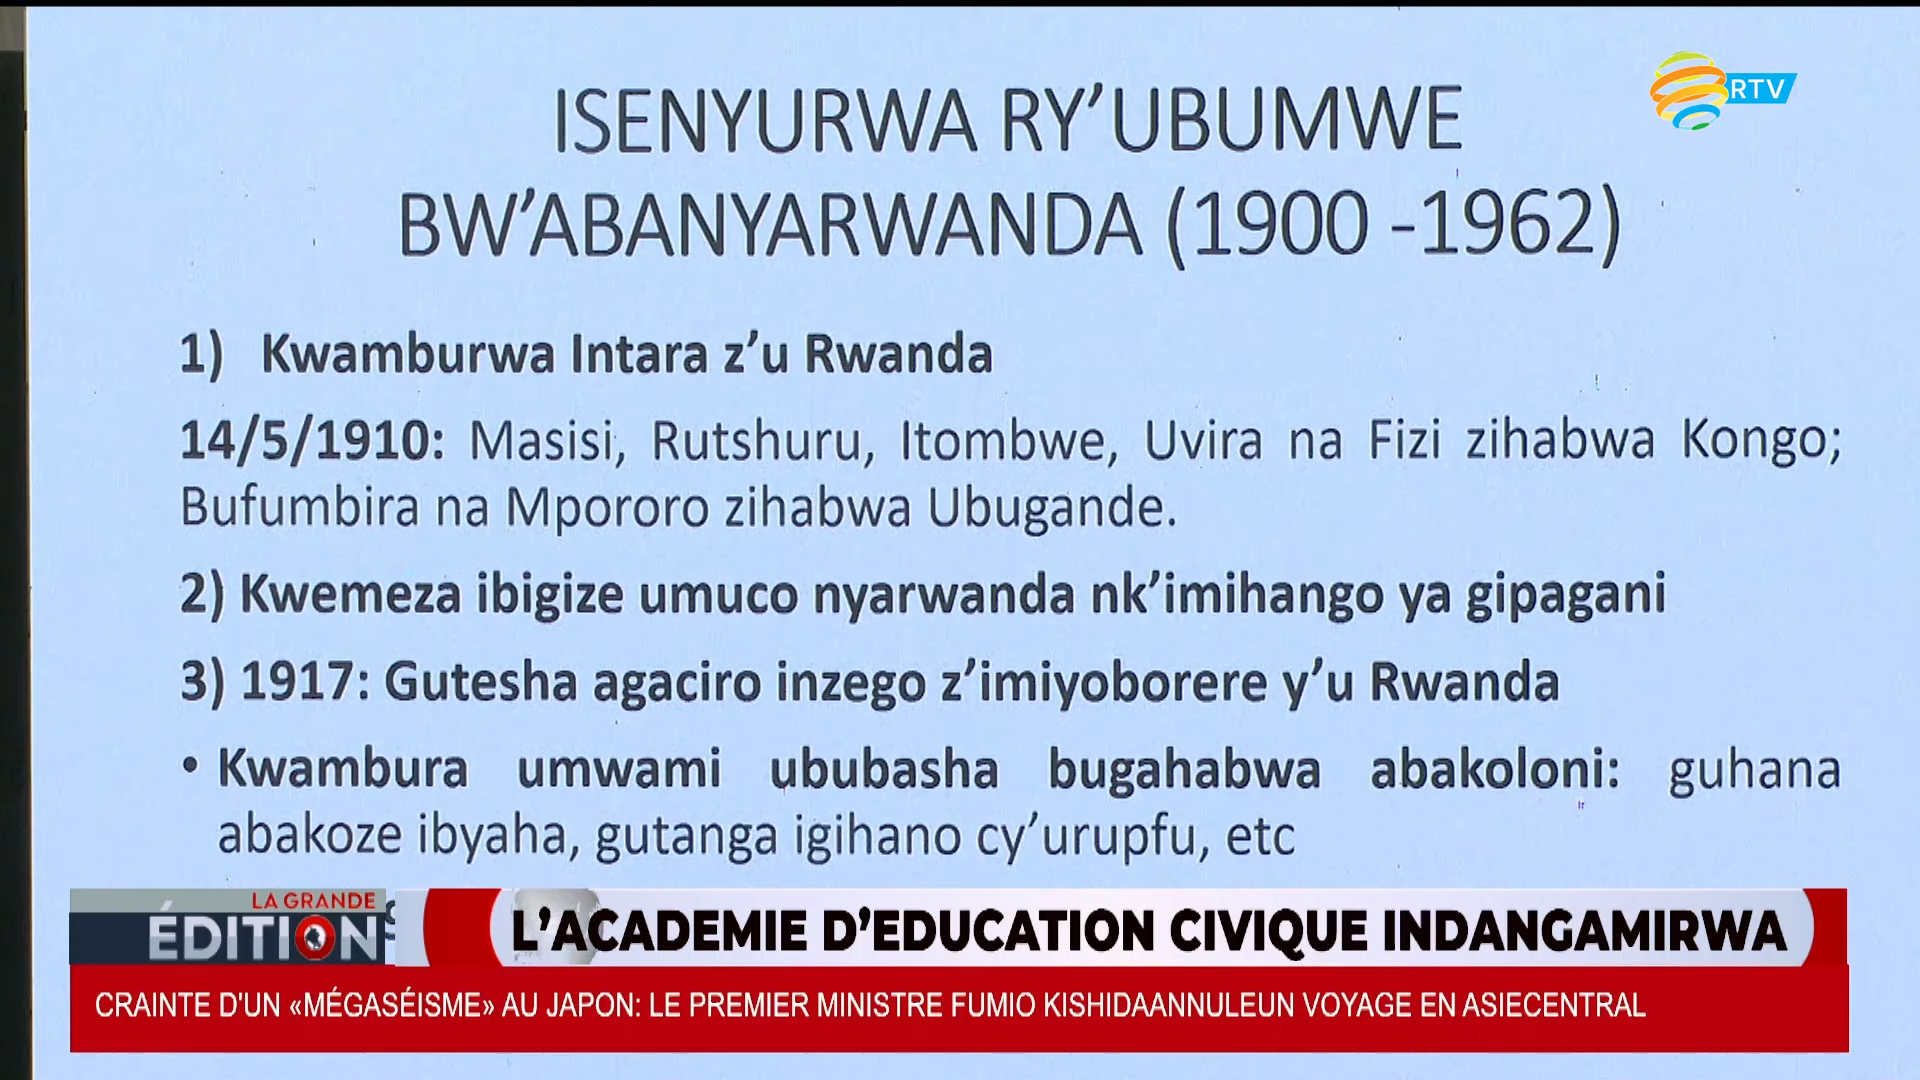 ISENYURWA RY'UBUMWE
BW'ABANYARWANDA (1900 -1962)
RTV
1) Kwamburwa Intara z'u Rwanda
14/5/1910: Masisi, Rutshuru, Itombwe, Uvira na Fizi zihabwa Kongo;
Bufumbira na Mpororo zihabwa Ubugande.
2) Kwemeza ibigize umuco nyarwanda nk'imihango ya gipagani
3) 1917: Gutesha agaciro inzego z'imiyoborere y'u Rwanda
• Kwambura umwami ububasha bugahabwa abakoloni: guhana
abakoze ibyaha, gutanga igihano cy'urupfu, etc
LA GRANDE
ÉDITION
L'ACADEMIE D'EDUCATION CIVIQUE INDANGAMIRWA
CRAINTE D'UN «MÉGASÉISME» AU JAPON: LE PREMIER MINISTRE FUMIO KISHIDAANNULEUN VOYAGE EN ASIECENTRAL